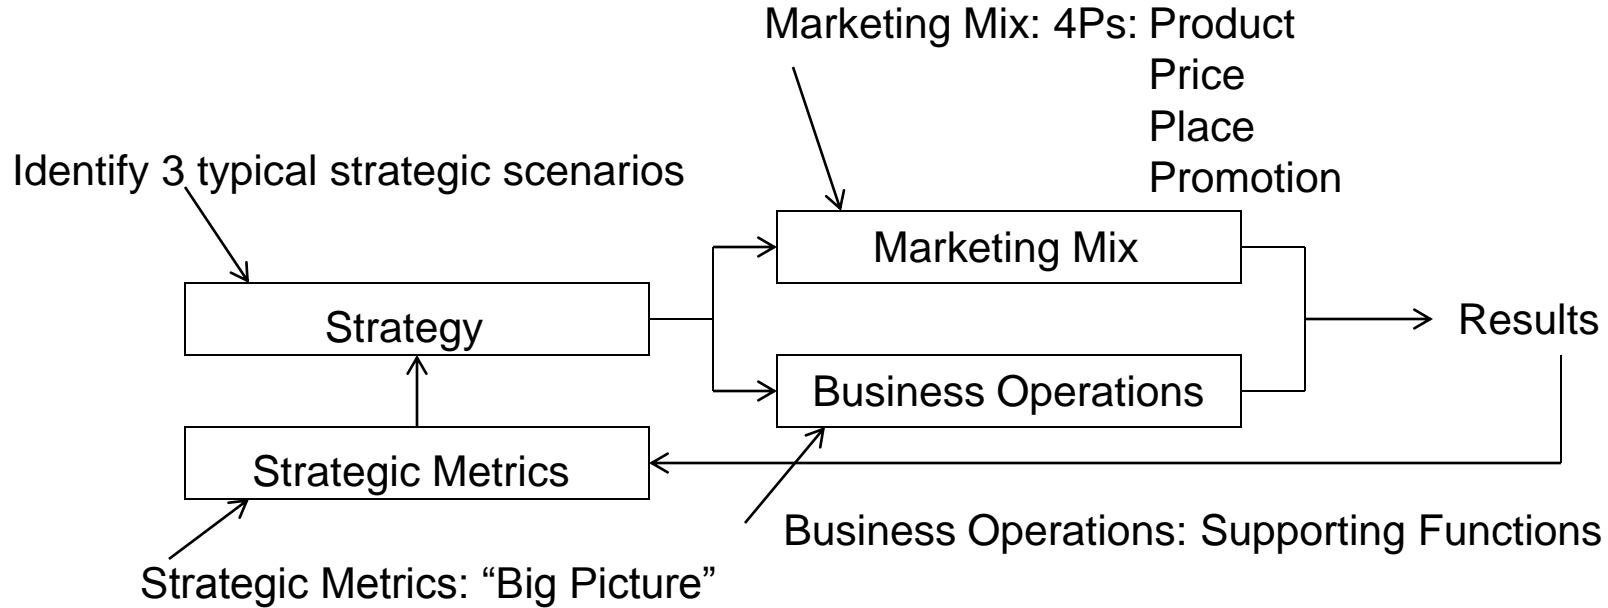 Marketing Mix: 4Ps: Product
Price
Place
Promotion
Identify 3 typical strategic scenarios
Marketing Mix
Strategy
Results
Business Operations
Strategic Metrics
Business Operations: Supporting Functions
Strategic Metrics: “Big Picture”